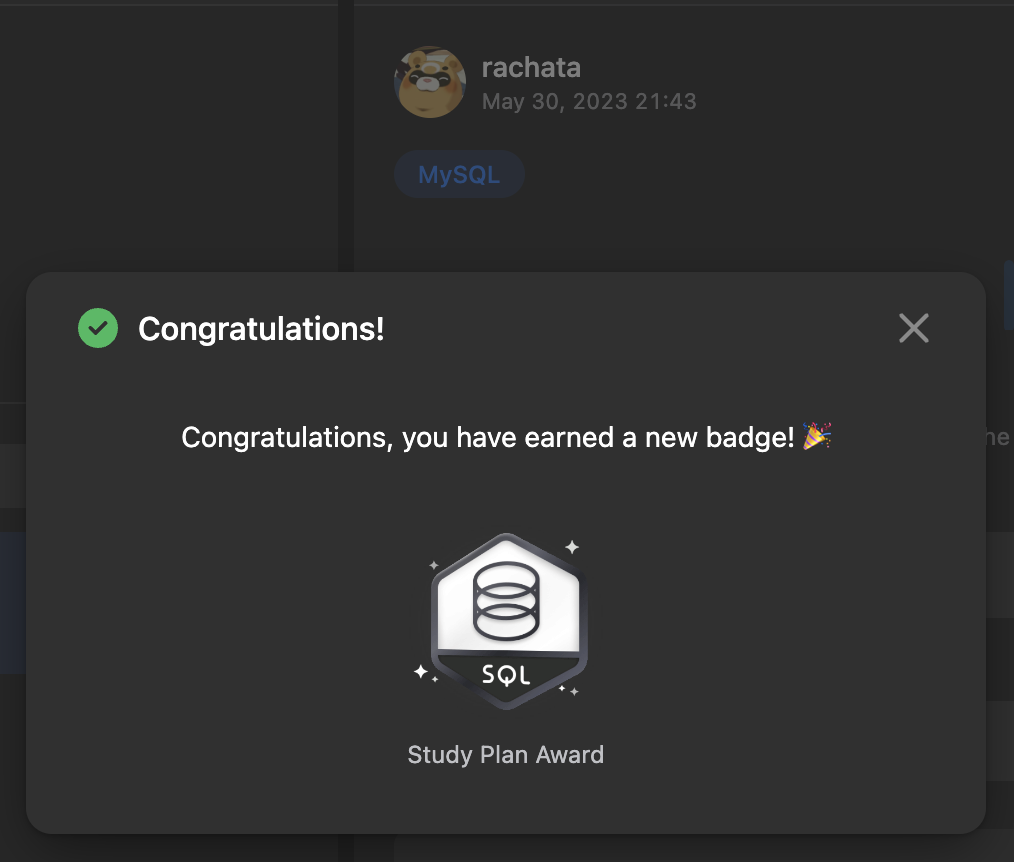 rachata
May 30, 2023 21:43
MySQL
Congratulations!
Congratulations, you have earned a new badge! 🎉
SQL
Study Plan Award